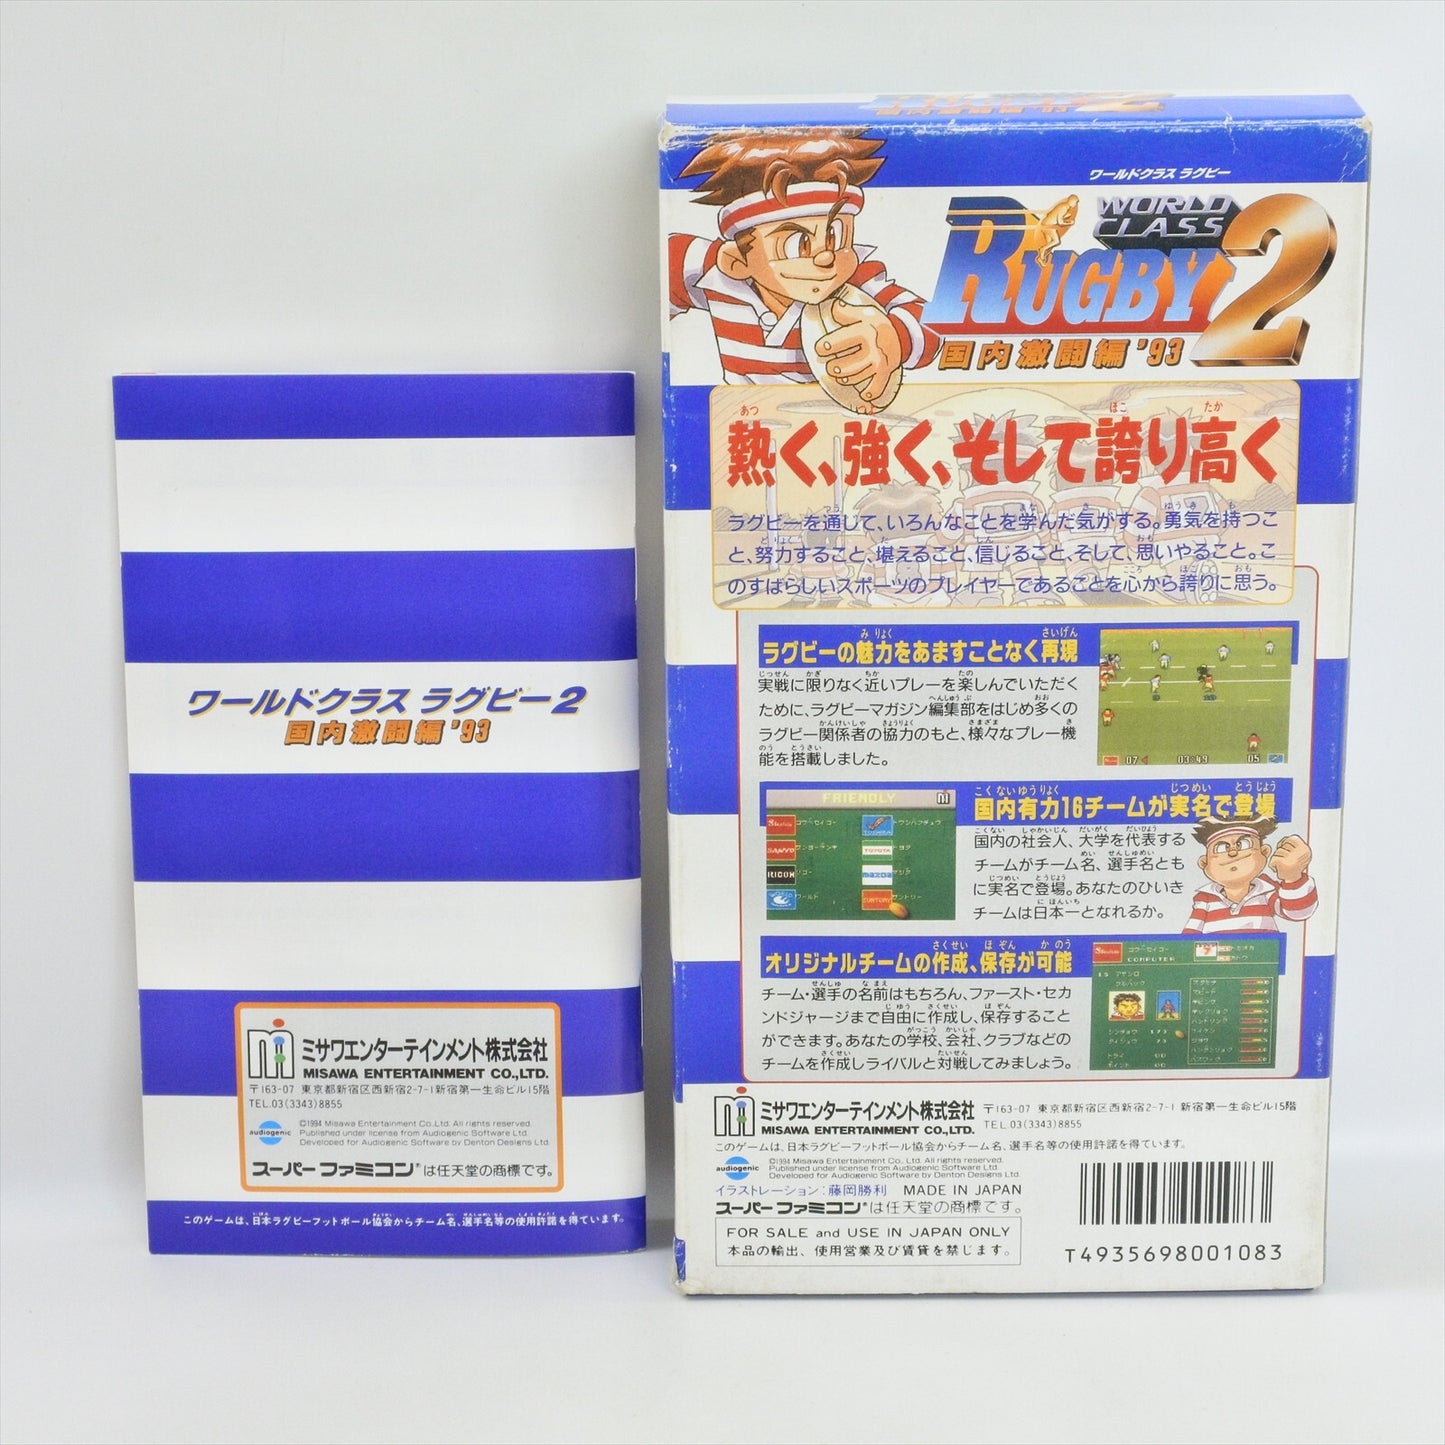 ワールドクラス ラグビー2
国内激闘編'93
ミサワエンターテインメント株式会社
MISAWA ENTERTAINMENT CO.,LTD.
〒163-07 東京都新宿区西新宿2-7-1新宿第一生命ビル15階
TEL.03(3343)8855
audiogenic
©1994 Misawa Entertainment Co., Ltd. All rights reserved.
Published under license from Audiogenic Software Ltd.
Developed for Audiogenic Software by Denton Designs Ltd.
スーパーファミコン®は任天堂の商標です。
このゲームは、日本ラグビーフットボール協会からチーム名、選手名等の使用許諾を得ています。
ワールドクラス ラグビー
WORLD
CLASS
RUGBY 2
国内激闘編'93
熱く、強く、そして誇り高く
ラグビーを通じて、いろんなことを学んだ気がする。勇気を持つこ
と、努力すること、堪えること、信じること、そして、思いやること。こ
のすばらしいスポーツのプレイヤーであることを心から誇りに思う。
ラグビーの魅力をあますことなく再現
実戦に限りなく近いプレーを楽しんでいただく
ために、ラグビーマガジン編集部をはじめ多くの
ラグビー関係者の協力のもと、様々なプレー機
能を搭載しました。
07 03:49 05
FRIENDLY
SANYO
TOYOTA
RICOH
mazda
ワールド
SUNTORY
サントリー
国内有力16チームが実名で登場
国内の社会人、大学を代表する
チームがチーム名、選手名とも
に実名で登場。あなたのひいき
チームは日本一となれるか。
オリジナルチームの作成、保存が可能
チーム・選手の名前はもちろん、ファースト・セカ
ンドジャージまで自由に作成し、保存すること
ができます。あなたの学校、会社、クラブなどの
チームを作成しライバルと対戦してみましょう。
COMPUTER
ミサワエンターテインメント株式会社
MISAWA ENTERTAINMENT CO.,LTD.
〒163-07 東京都新宿区西新宿2-7-1 新宿第一生命ビル15階
TEL.03(3343)8855
このゲームは、日本ラグビーフットボール協会からチーム名、選手名等の使用許諾を得ています。
audiogenic
©1994 Misawa Entertainment Co., Ltd. All rights reserved.
Published under license from Audiogenic Software Ltd.
Developed for Audiogenic Software by Denton Designs Ltd.
イラストレーション:藤岡勝利 MADE IN JAPAN
スーパーファミコン®は任天堂の商標です。
FOR SALE and USE IN JAPAN ONLY
本品の輸出、使用営業及び賃貸を禁じます。
T4935698001083